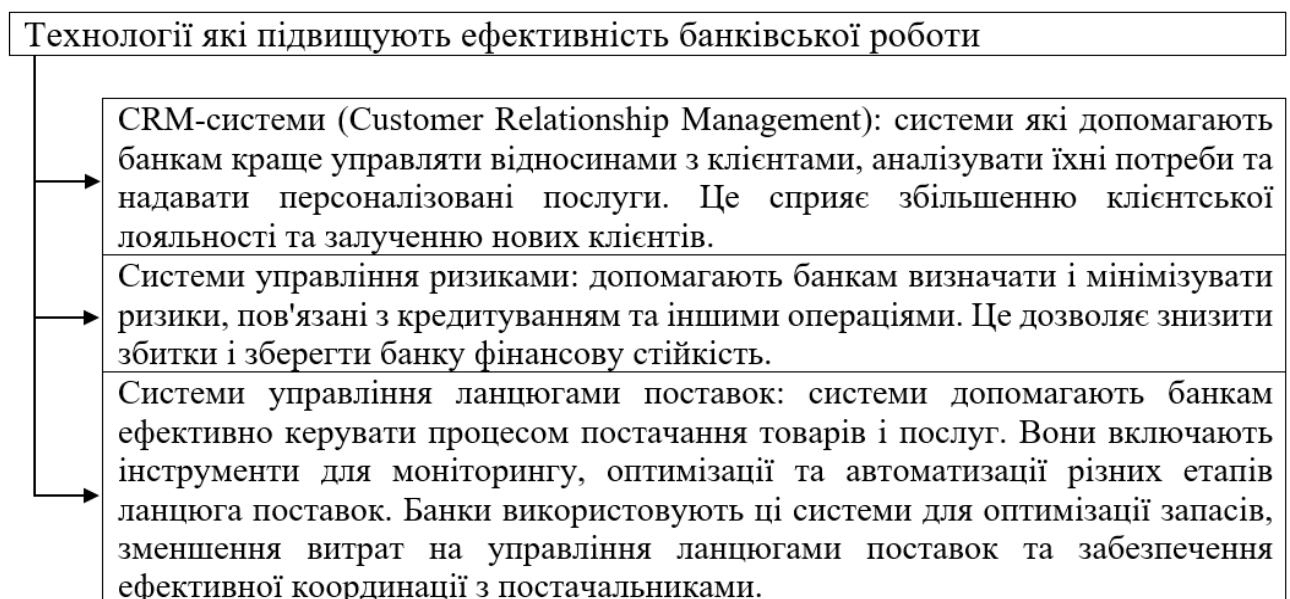 Технології які підвищують ефективність банківської роботи
CRM-системи (Customer Relationship Management): системи які допомагають
банкам краще управляти відносинами з клієнтами, аналізувати їхні потреби та
надавати персоналізовані послуги. Це сприяє збільшенню клієнтської
лояльності та залученню нових клієнтів.
Системи управління ризиками: допомагають банкам визначати і мінімізувати
ризики, пов'язані з кредитуванням та іншими операціями. Це дозволяє знизити
збитки і зберегти банку фінансову стійкість.
Системи управління ланцюгами поставок: системи допомагають банкам
ефективно керувати процесом постачання товарів і послуг. Вони включають
інструменти для моніторингу, оптимізації та автоматизації різних етапів
ланцюга поставок. Банки використовують ці системи для оптимізації запасів,
зменшення витрат на управління ланцюгами поставок та забезпечення
ефективної координації з постачальниками.